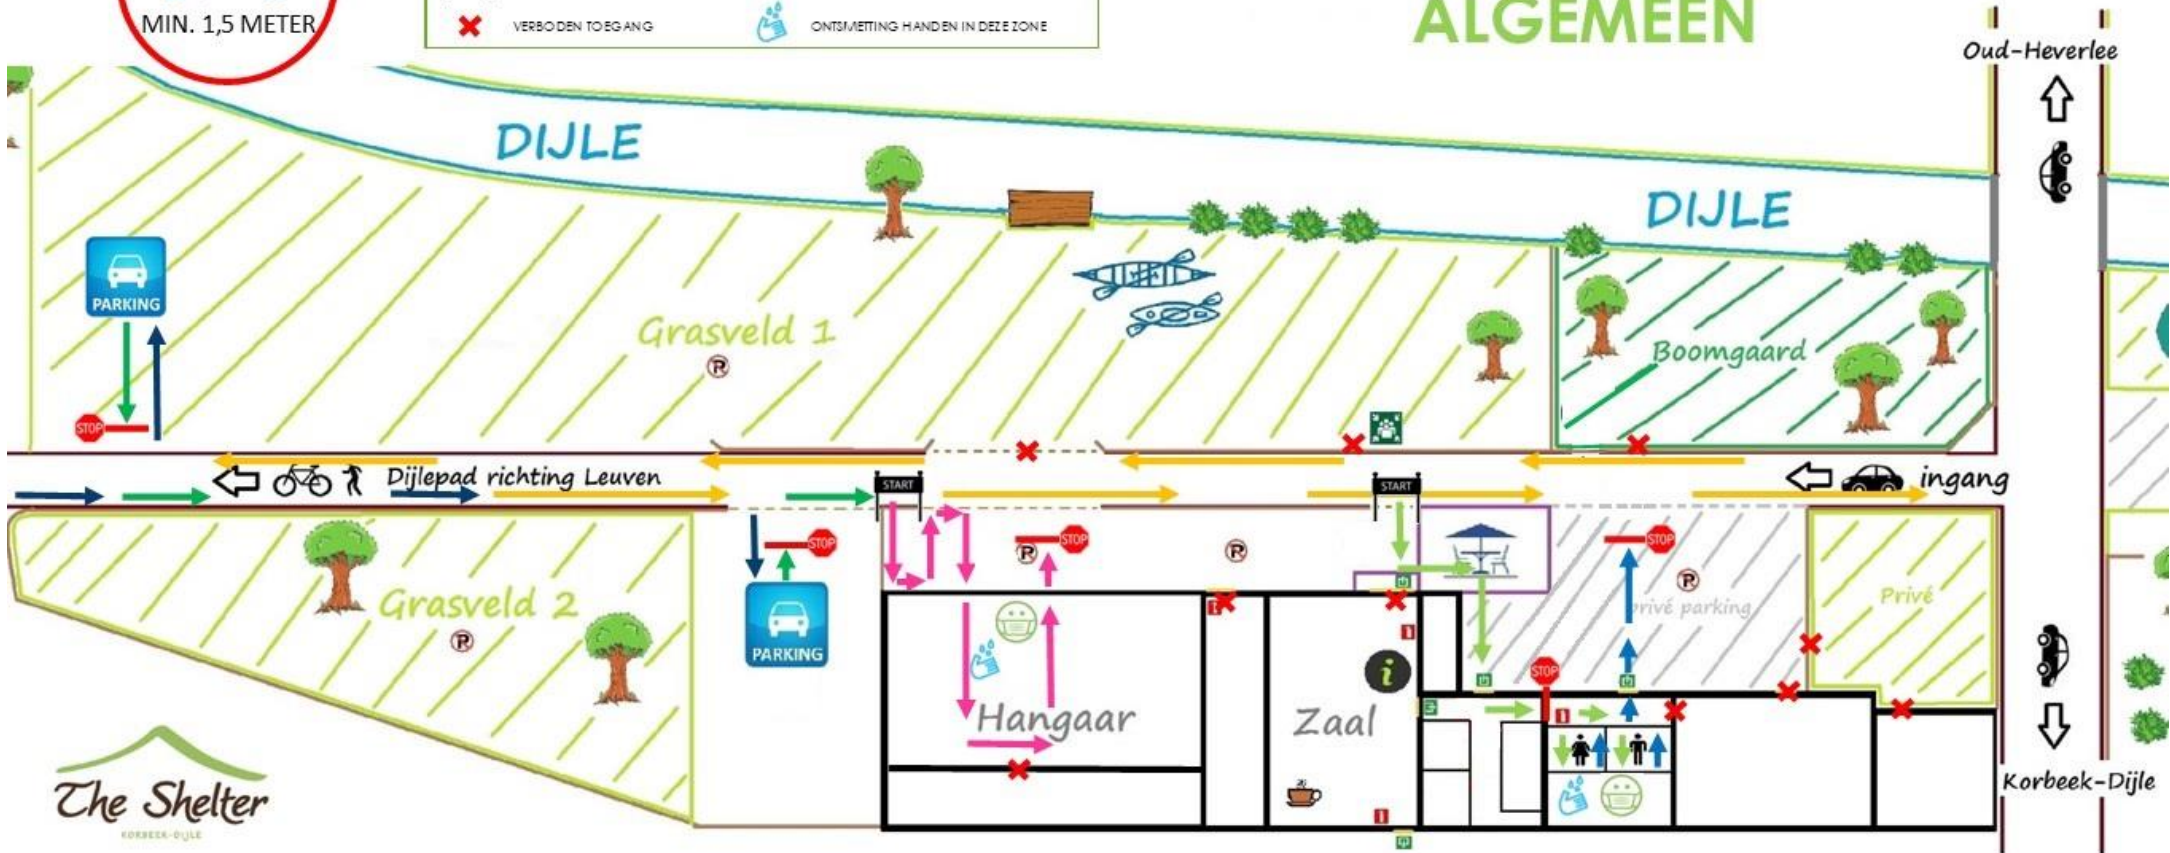 MIN. 1,5 METER
VERBODEN TOEGANG
ONTSMETTING HANDEN IN DEZE ZONE
ALGEMEEN
Oud-Heverlee
DIJLE
DIJLE
PARKING
Grasveld 1
P
Boomgaard
STOP
Dijlepad richting Leuven
START
START
ingang
STOP
P
STOP
P
STOP
P
privé parking
Privé
Grasveld 2
P
PARKING
STOP
i
Hangaar
Zaal
The Shelter
KORBEEK-DIJLE
Korbeek-Dijle